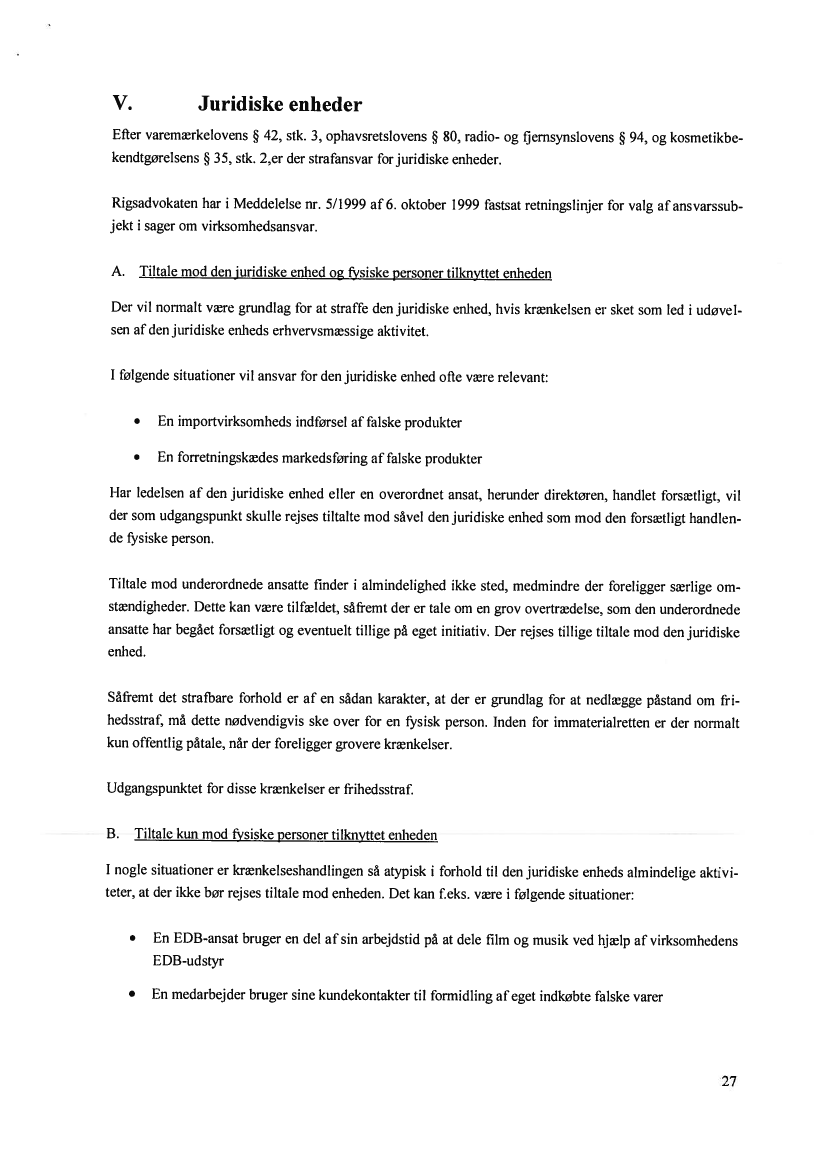 V. Juridiske enheder
Efter varemærkelovens § 42, stk. 3, ophavsretslovens § 80, radio- og fjernsynslovens § 94, og kosmetikbe-
kendtgørelsens § 35, stk. 2,er der strafansvar for juridiske enheder.
Rigsadvokaten har i Meddelelse nr. 5/1999 af 6. oktober 1999 fastsat retningslinjer for valg af ansvarssub-
jekt i sager om virksomhedsansvar.
A. Tiltale mod den juridiske enhed og fysiske personer tilknyttet enheden
Der vil normalt være grundlag for at straffe den juridiske enhed, hvis krænkelsen er sket som led i udøvel-
sen af den juridiske enheds erhvervsmæssige aktivitet.
I følgende situationer vil ansvar for den juridiske enhed ofte være relevant:
• En importvirksomheds indførsel af falske produkter
• En forretningskædes markedsføring af falske produkter
Har ledelsen af den juridiske enhed eller en overordnet ansat, herunder direktøren, handlet forsætligt, vil
der som udgangspunkt skulle rejses tiltalte mod såvel den juridiske enhed som mod den forsætligt handlen-
de fysiske person.
Tiltale mod underordnede ansatte finder i almindelighed ikke sted, medmindre der foreligger særlige om-
stændigheder. Dette kan være tilfældet, såfremt der er tale om en grov overtrædelse, som den underordnede
ansatte har begået forsætligt og eventuelt tillige på eget initiativ. Der rejses tillige tiltale mod den juridiske
enhed.
Såfremt det strafbare forhold er af en sådan karakter, at der er grundlag for at nedlægge påstand om fri-
hedsstraf, må dette nødvendigvis ske over for en fysisk person. Inden for immaterialretten er der normalt
kun offentlig påtale, når der foreligger grovere krænkelser.
Udgangspunktet for disse krænkelser er frihedsstraf.
B. Tiltale kun mod fysiske personer tilknyttet enheden
I nogle situationer er krænkelseshandlingen så atypisk i forhold til den juridiske enheds almindelige aktivi-
teter, at der ikke bør rejses tiltale mod enheden. Det kan f.eks. være i følgende situationer:
• En EDB-ansat bruger en del af sin arbejdstid på at dele film og musik ved hjælp af virksomhedens
EDB-udstyr
• En medarbejder bruger sine kundekontakter til formidling af eget indkøbte falske varer
27